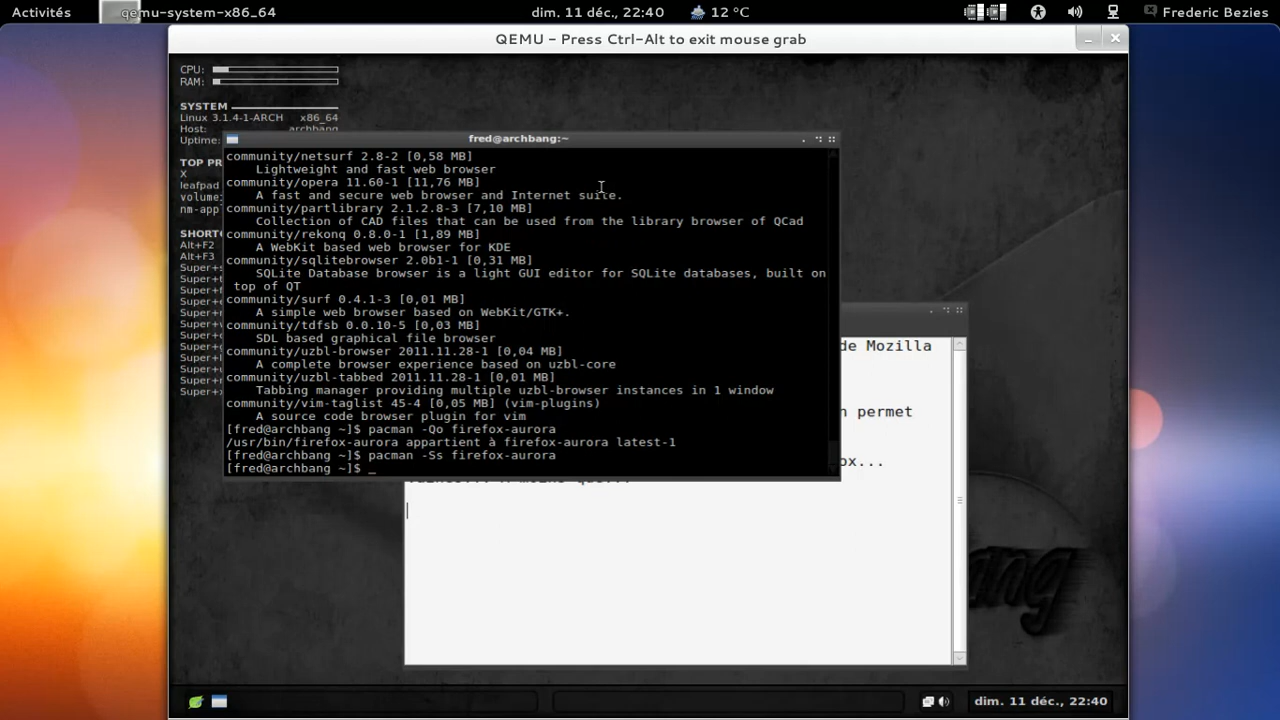 Activités qemu-system-x86_64 dim. 11 déc., 22:40 12 °C Frederic Bezies
QEMU - Press Ctrl-Alt to exit mouse grab
CPU:
RAM:
SYSTEM
Linux 3.1.4-1-ARCH x86_64
Host: archbang
Uptime:
TOP PR
X
leafpad
volume
nm-app
SHORT
Alt+F2
Alt+F3
fred@archbang:~
community/netsurf 2.8-2 [0,58 MB]
Lightweight and fast web browser
community/opera 11.60-1 [11,76 MB]
A fast and secure web browser and Internet suite.
community/partlibrary 2.1.2.8-3 [7,10 MB]
Collection of CAD files that can be used from the library browser of QCad
community/rekonq 0.8.0-1 [1,89 MB]
A WebKit based web browser for KDE
community/sqlitebrowser 2.0b1-1 [0,31 MB]
SQLite Database browser is a light GUI editor for SQLite databases, built on
top of QT
community/surf 0.4.1-3 [0,01 MB]
A simple web browser based on WebKit/GTK+.
community/tdfsb 0.0.10-5 [0,03 MB]
SDL based graphical file browser
community/uzbl-browser 2011.11.28-1 [0,04 MB]
A complete browser experience based on uzbl-core
community/uzbl-tabbed 2011.11.28-1 [0,01 MB]
Tabbing manager providing multiple uzbl-browser instances in 1 window
community/vim-taglist 45-4 [0,05 MB] (vim-plugins)
A source code browser plugin for vim
[fred@archbang ~]$ pacman -Qo firefox-aurora
/usr/bin/firefox-aurora appartient à firefox-aurora latest-1
[fred@archbang ~]$ pacman -Ss firefox-aurora
[fred@archbang ~]$ _
de Mozilla
permet
ox...
dim. 11 déc., 22:40